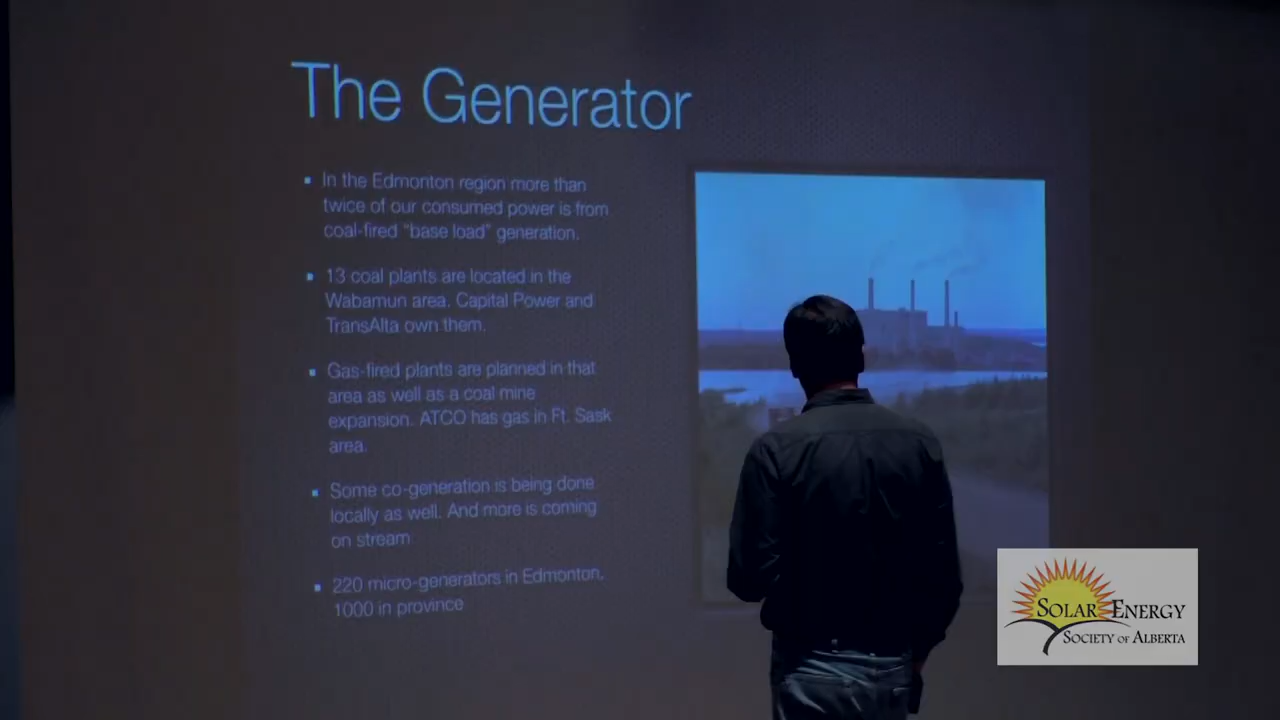 The Generator
In the Edmonton region more than
twice of our consumed power is from
coal-fired "base load" generation.
13 coal plants are located in the
Wabamun area. Capital Power and
TransAlta own them.
Gas-fired plants are planned in that
area as well as a coal mine
expansion. ATCO has gas in Ft. Sask
area.
Some co-generation is being done
locally as well. And more is coming
on stream
220 micro-generators in Edmonton,
1000 in province
SOLAR ENERGY
SOCIETY OF ALBERTA